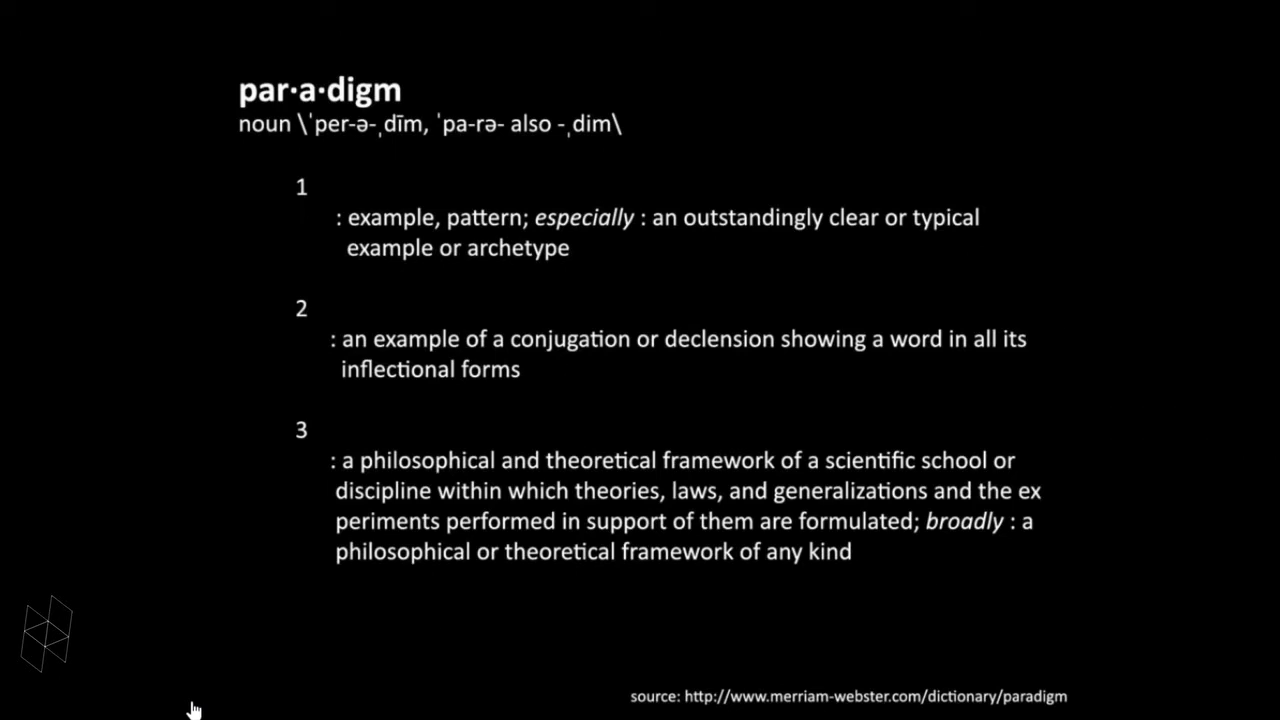 par·a·digm
noun \ˈper-ə-ˌdīm, ˈpa-rə- also -ˌdim\
1
: example, pattern; especially : an outstandingly clear or typical
example or archetype
2
: an example of a conjugation or declension showing a word in all its
inflectional forms
3
: a philosophical and theoretical framework of a scientific school or
discipline within which theories, laws, and generalizations and the ex
periments performed in support of them are formulated; broadly : a
philosophical or theoretical framework of any kind
source: http://www.merriam-webster.com/dictionary/paradigm